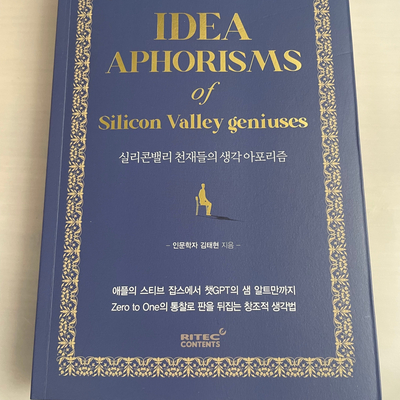 IDEA
APHORISMS
of
Silicon Valley geniuses
실리콘밸리 천재들의 생각 아포리즘
- 인문학자 김태현 지음 -
애플의 스티브 잡스에서 챗GPT의 샘 알트만까지
Zero to One의 통찰로 판을 뒤집는 창조적 생각법
RITEC
CONTENTS